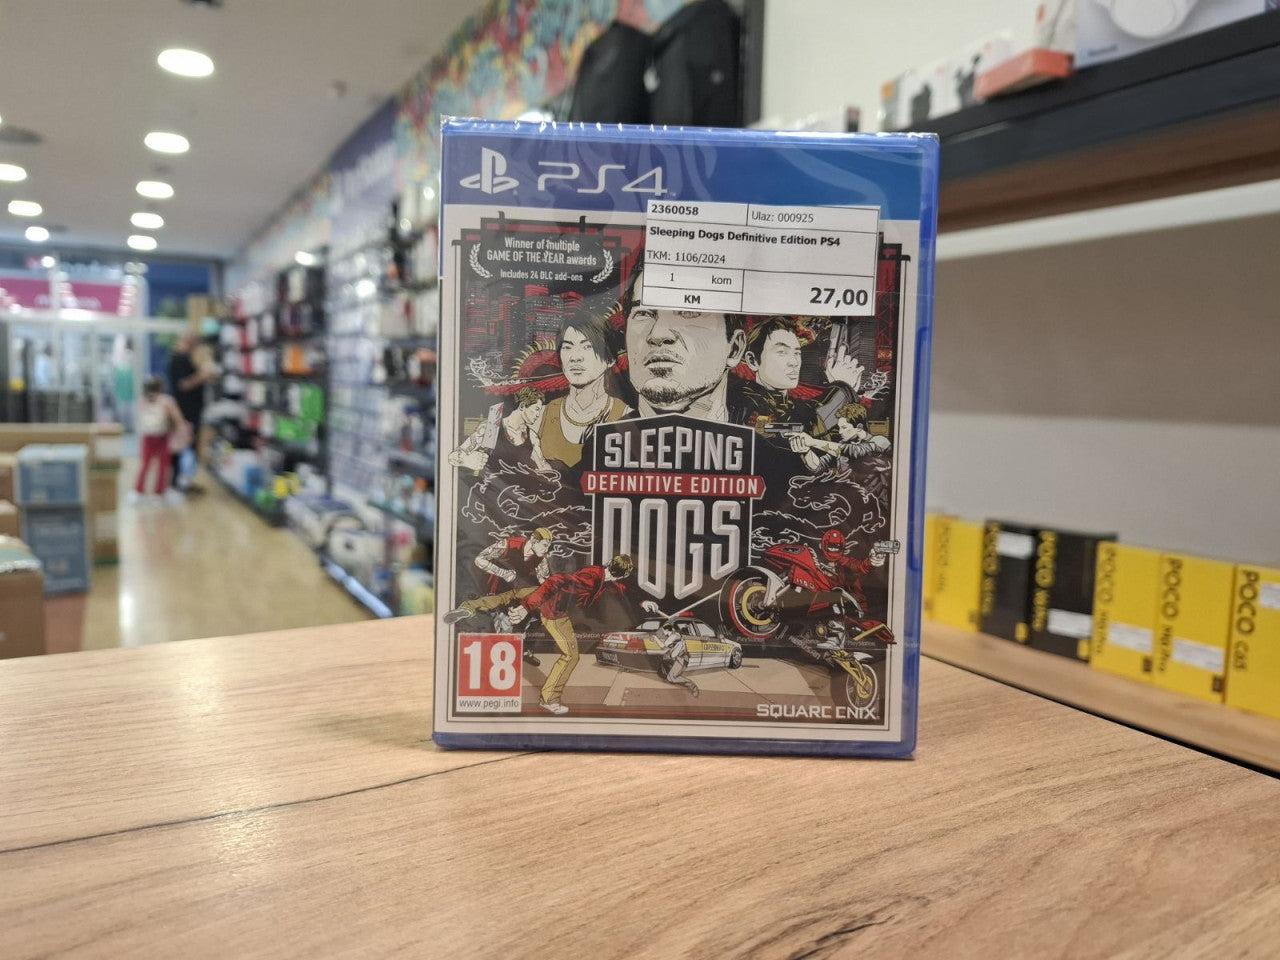 PS4
2360058
Ulaz: 000925
Sleeping Dogs Definitive Edition PS4
TKM: 1106/2024
1 kom
KM
27,00
Winner of multiple
GAME OF THE YEAR awards
Includes 24 DLC add-ons
SLEEPING
DEFINITIVE EDITION
DOGS
18
www.pegi.info
SQUARE ENIX
POCO
POCO
POCO
POCO
POCO C65